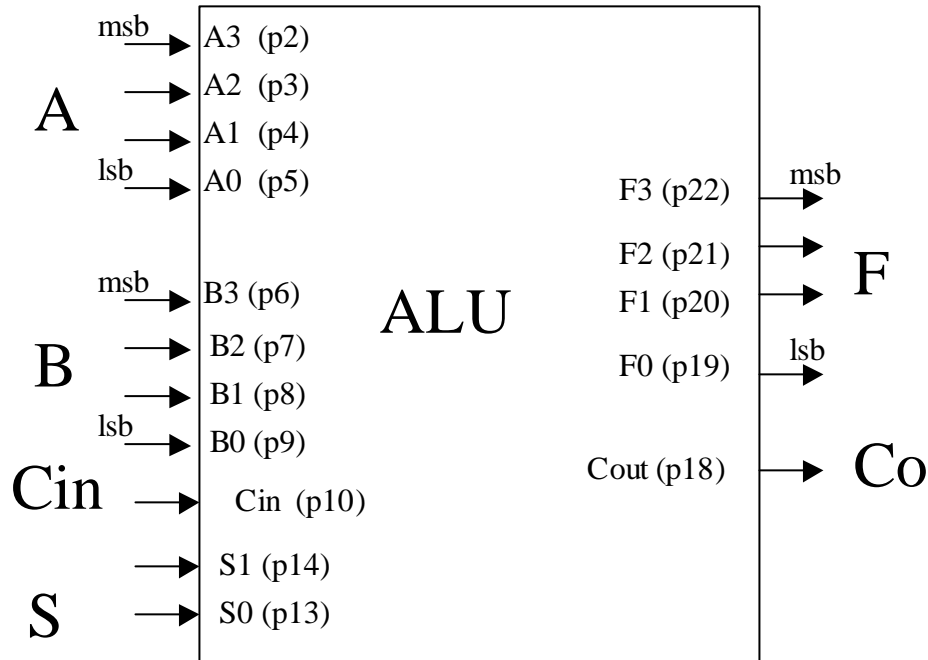 msb
A3 (p2)
A2 (p3)
A
A1 (p4)
lsb
A0 (p5)
msb
B3 (p6)
B
B2 (p7)
B1 (p8)
lsb
B0 (p9)
Cin
Cin (p10)
S
S1 (p14)
S0 (p13)
ALU
F3 (p22)
msb
F2 (p21)
F
F1 (p20)
F0 (p19)
lsb
Cout (p18)
Co